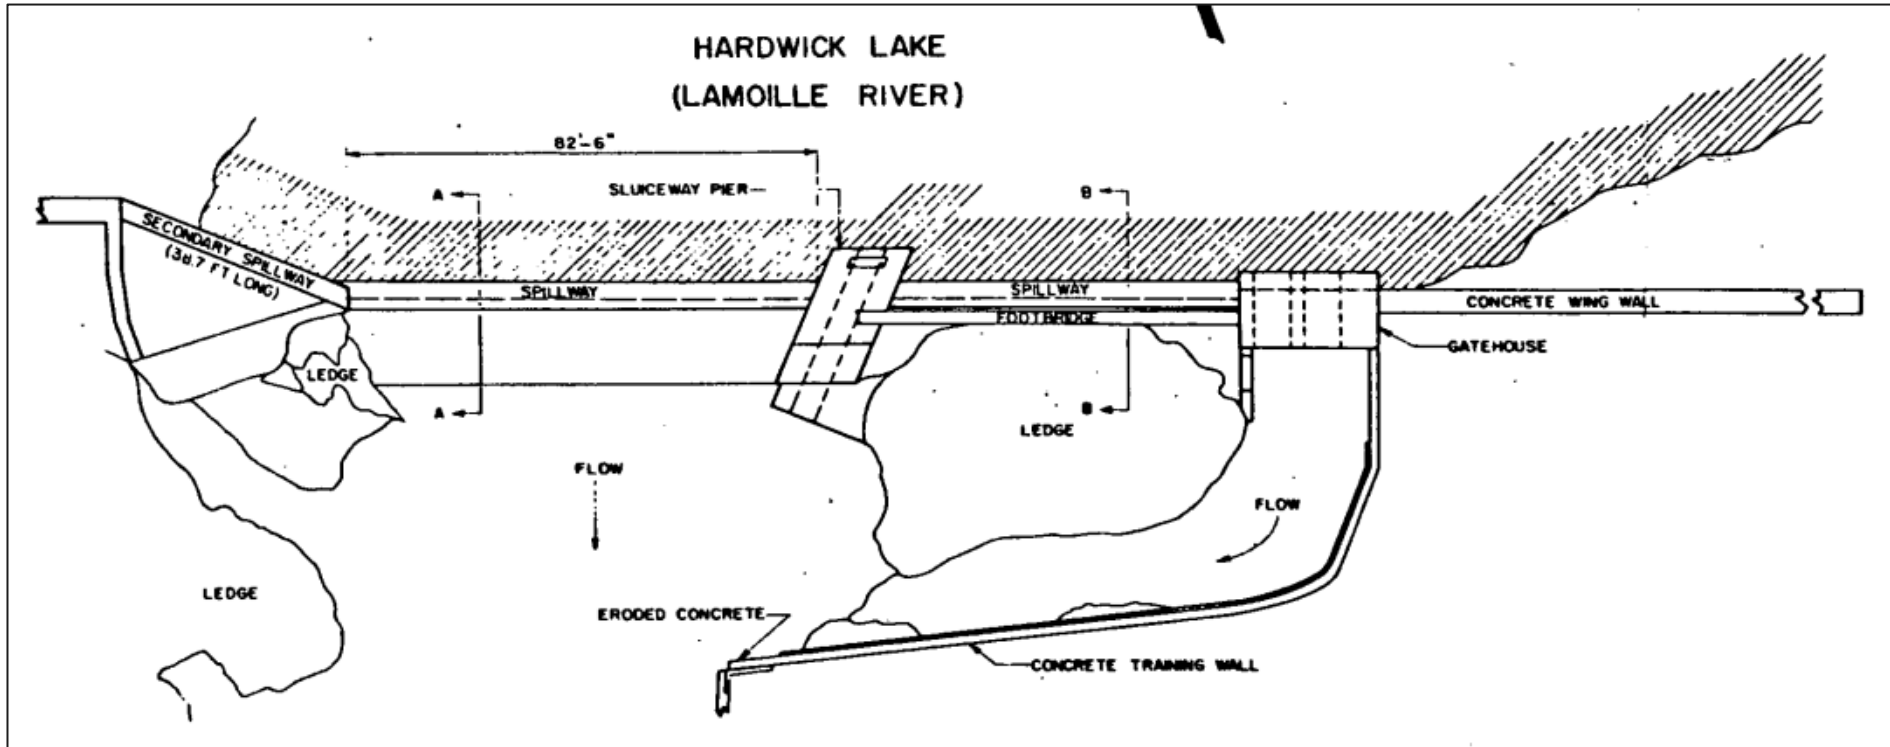 HARDWICK LAKE
(LAMOILLE RIVER)
82'-6"
SLUICEWAY PIER
A
B
SECONDARY SPILLWAY
(38.7 FT LONG)
SPILLWAY
SPILLWAY
CONCRETE WING WALL
FOOTBRIDGE
GATEHOUSE
LEDGE
A
B
LEDGE
FLOW
FLOW
LEDGE
ERODED CONCRETE
CONCRETE TRAINING WALL